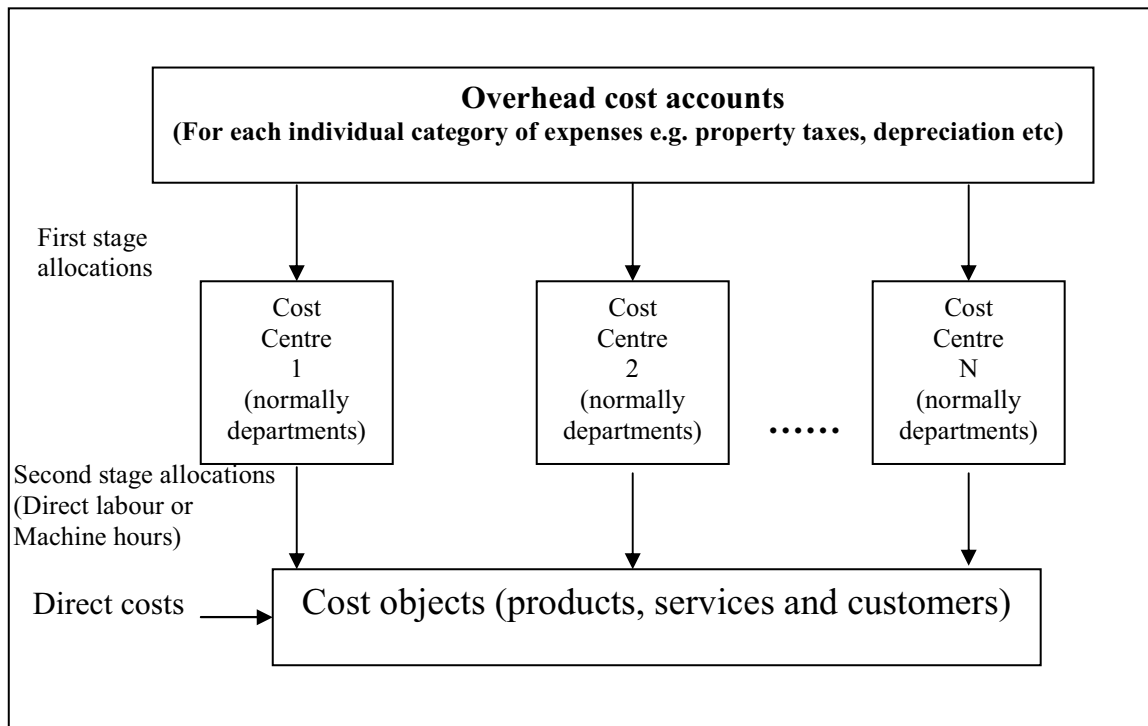 Overhead cost accounts
(For each individual category of expenses e.g. property taxes, depreciation etc)
First stage
allocations
Cost
Centre
1
(normally
departments)
Cost
Centre
2
(normally
departments)
……
Cost
Centre
N
(normally
departments)
Second stage allocations
(Direct labour or
Machine hours)
Direct costs
Cost objects (products, services and customers)